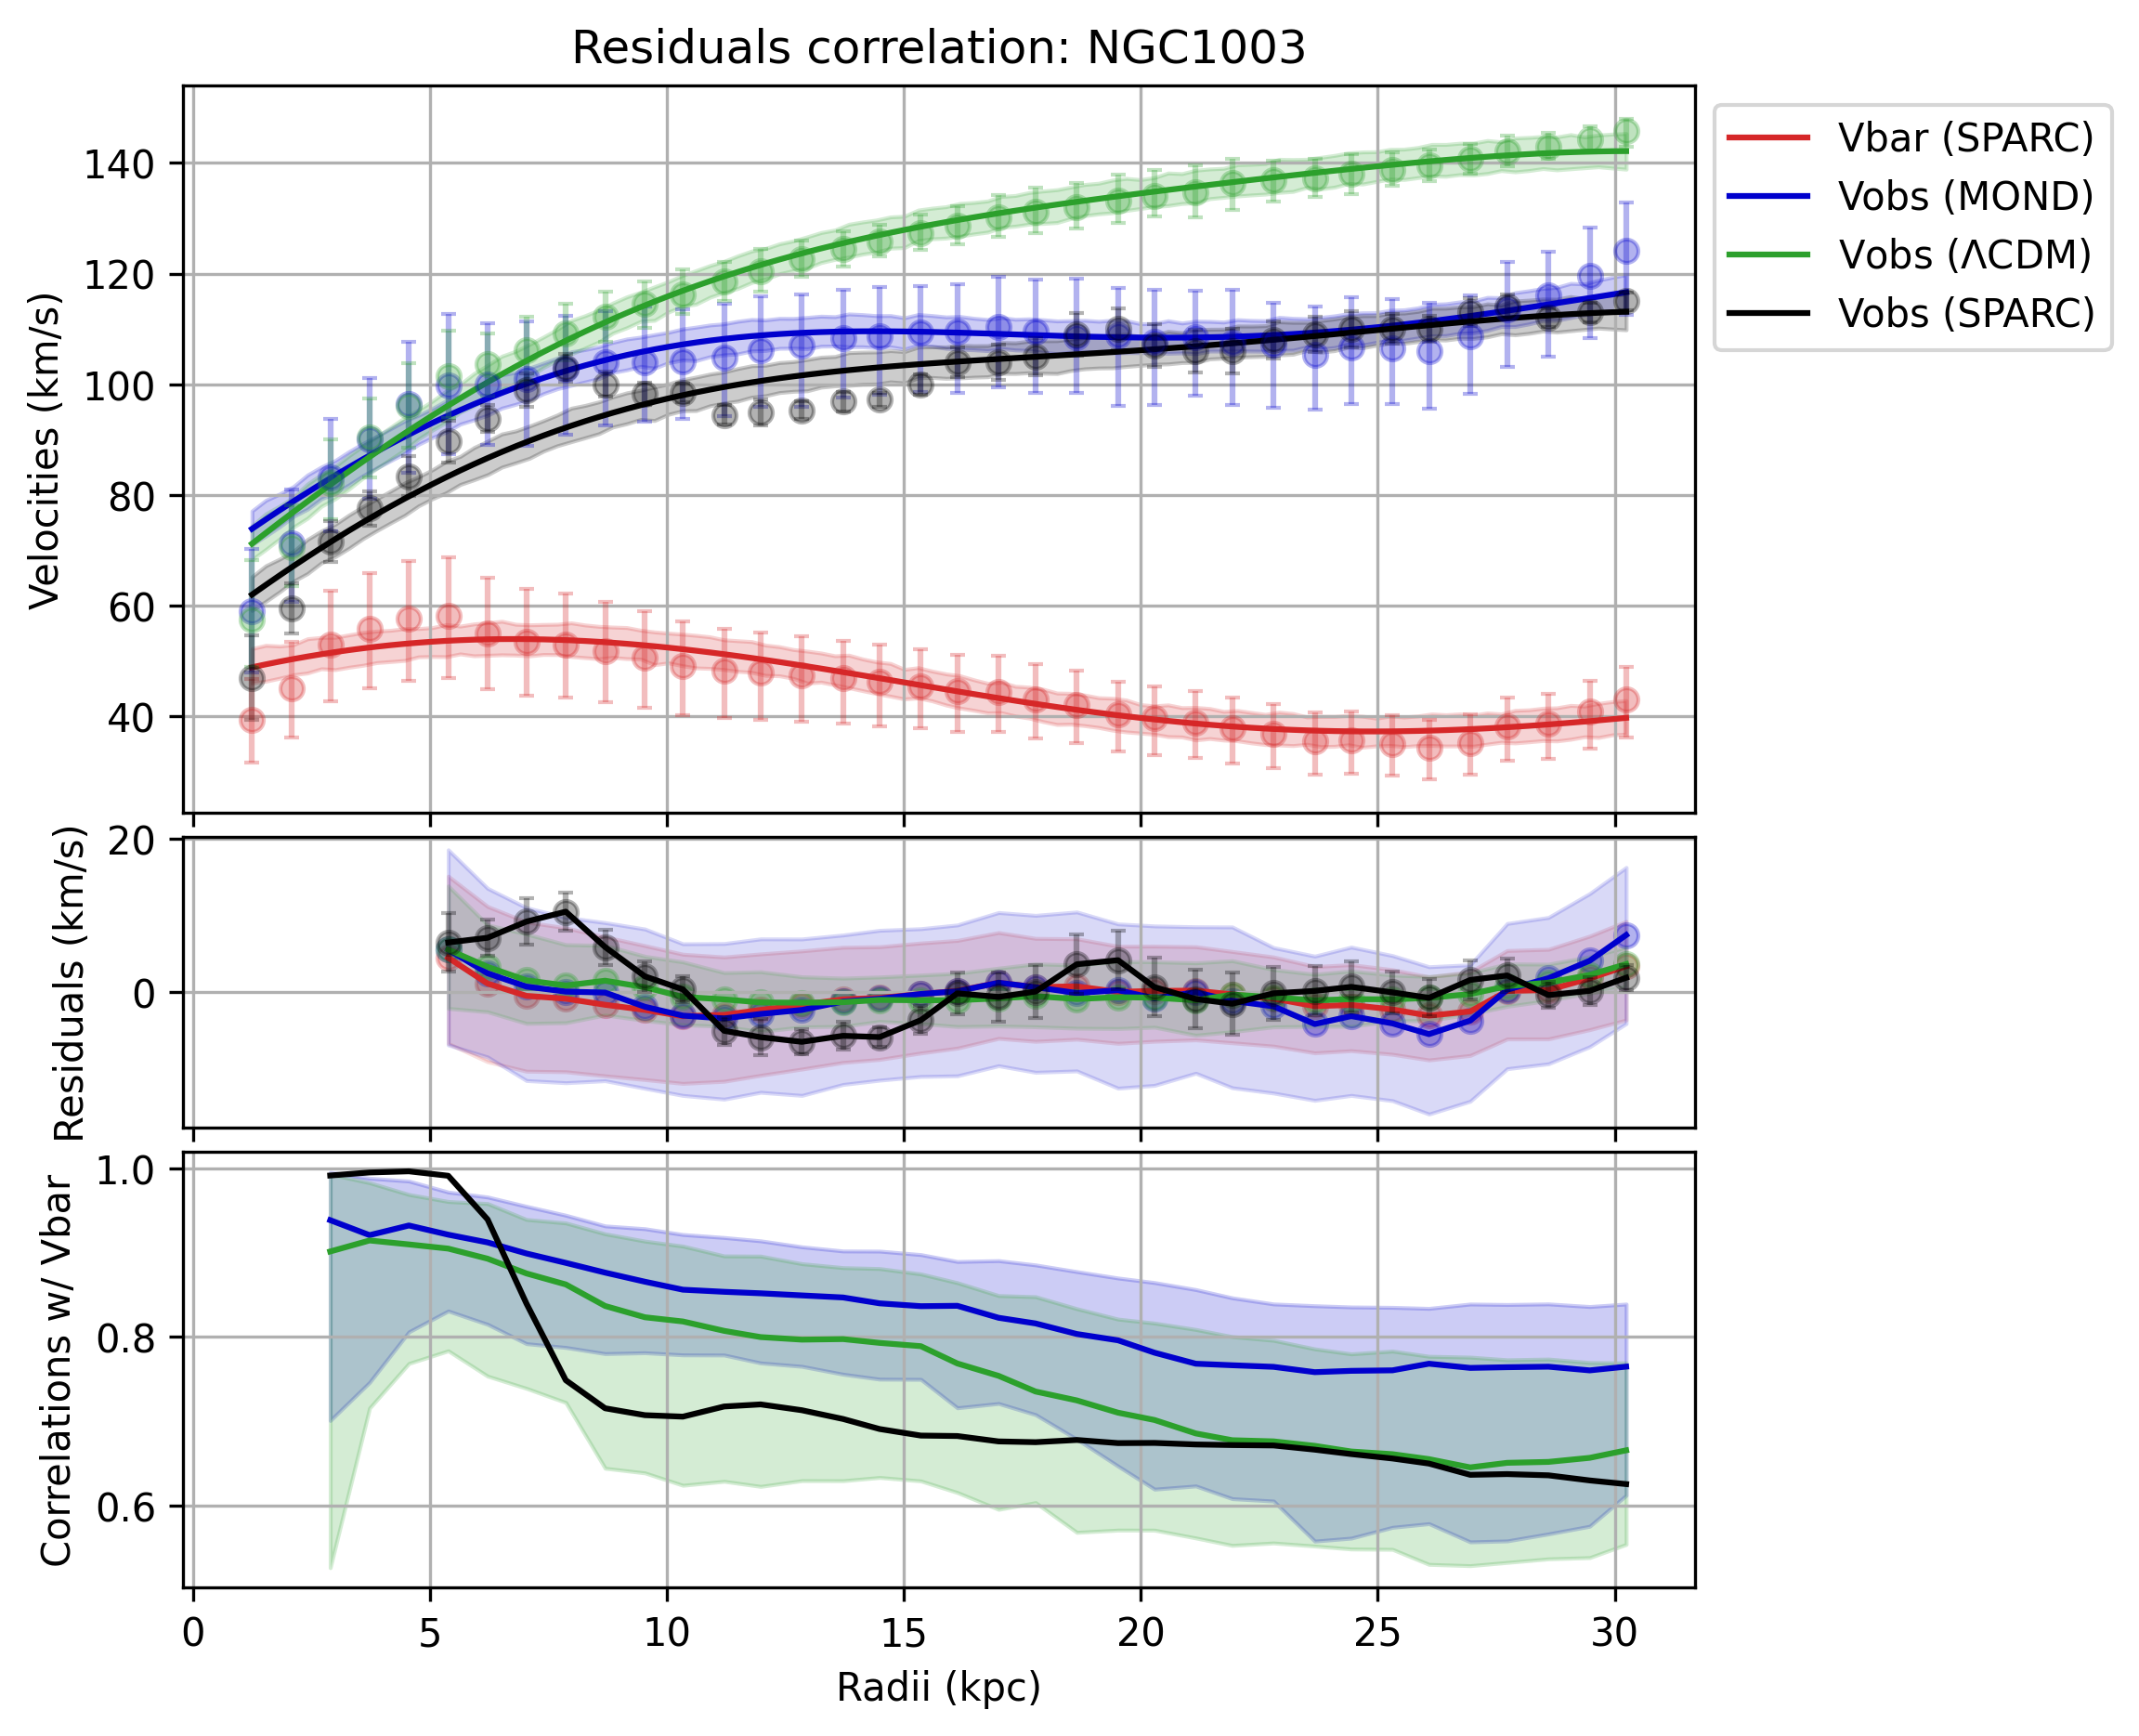 Residuals correlation: NGC1003
Velocities (km/s)
140
120
100
80
60
40
Vbar (SPARC)
Vobs (MOND)
Vobs (ΛCDM)
Vobs (SPARC)
Residuals (km/s)
20
0
Correlations w/ Vbar
1.0
0.8
0.6
0 5 10 15 20 25 30
Radii (kpc)